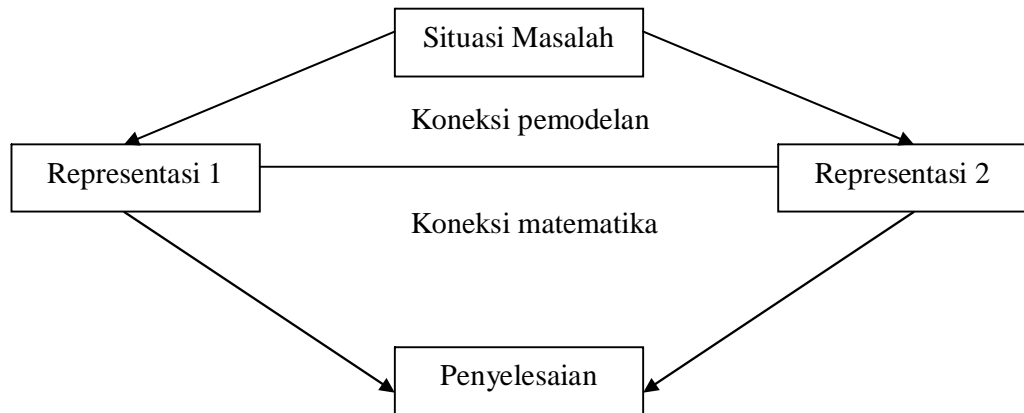 Situasi Masalah
Koneksi pemodelan
Representasi 1
Representasi 2
Koneksi matematika
Penyelesaian